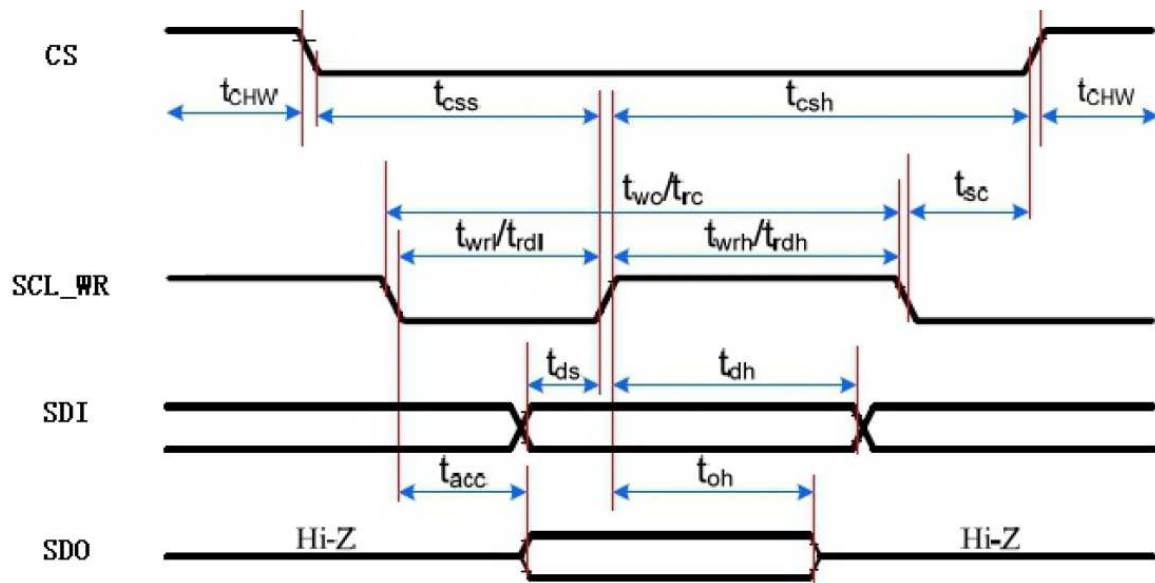 CS
tCHW
tcss
tcsh
tCHW
twc/trc
tsc
twrl/trdl
twrh/trdh
SCL_WR
tds
tdh
SDI
tacc
toh
SDO
Hi-Z
Hi-Z